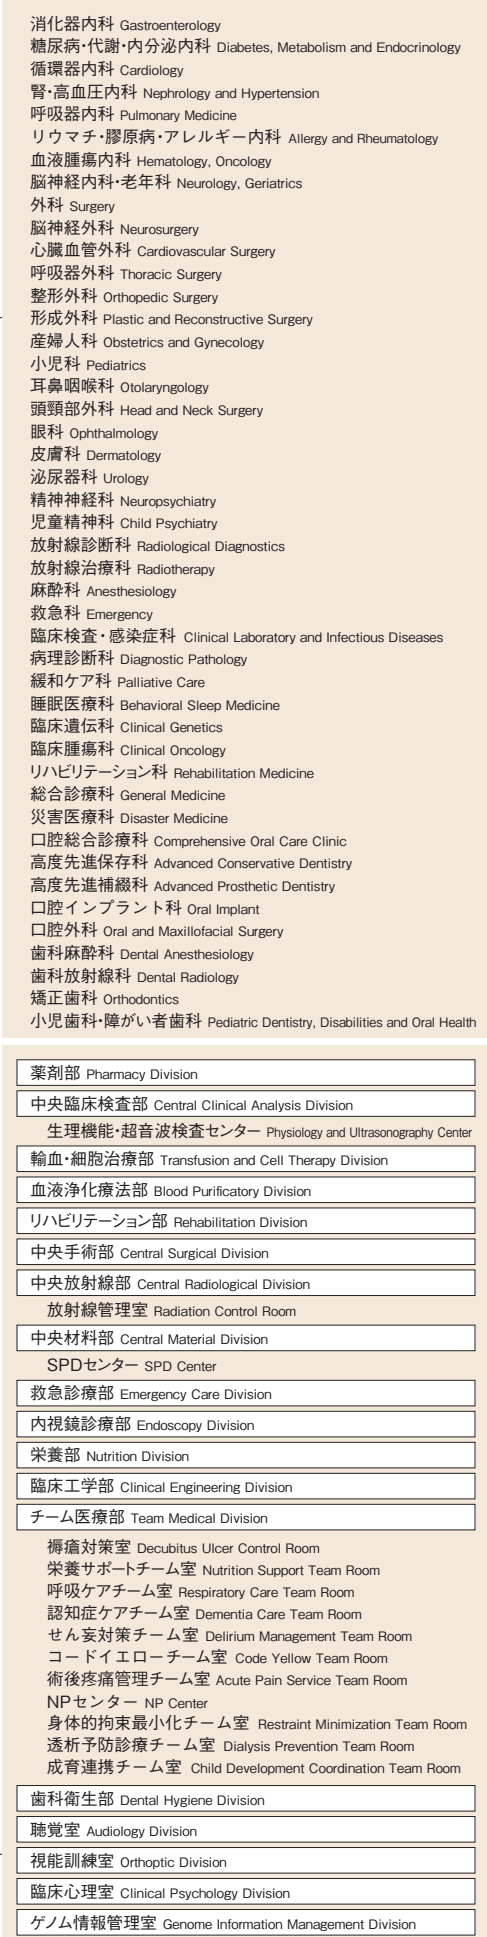 消化器内科 Gastroenterology
糖尿病･代謝･内分泌内科 Diabetes, Metabolism and Endocrinology
循環器内科 Cardiology
腎･高血圧内科 Nephrology and Hypertension
呼吸器内科 Pulmonary Medicine
リウマチ･膠原病･アレルギー内科 Allergy and Rheumatology
血液腫瘍内科 Hematology, Oncology
脳神経内科･老年科 Neurology, Geriatrics
外科 Surgery
脳神経外科 Neurosurgery
心臓血管外科 Cardiovascular Surgery
呼吸器外科 Thoracic Surgery
整形外科 Orthopedic Surgery
形成外科 Plastic and Reconstructive Surgery
産婦人科 Obstetrics and Gynecology
小児科 Pediatrics
耳鼻咽喉科 Otolaryngology
頭頸部外科 Head and Neck Surgery
眼科 Ophthalmology
皮膚科 Dermatology
泌尿器科 Urology
精神神経科 Neuropsychiatry
児童精神科 Child Psychiatry
放射線診断科 Radiological Diagnostics
放射線治療科 Radiotherapy
麻酔科 Anesthesiology
救急科 Emergency
臨床検査・感染症科 Clinical Laboratory and Infectious Diseases
病理診断科 Diagnostic Pathology
緩和ケア科 Palliative Care
睡眠医療科 Behavioral Sleep Medicine
臨床遺伝科 Clinical Genetics
臨床腫瘍科 Clinical Oncology
リハビリテーション科 Rehabilitation Medicine
総合診療科 General Medicine
災害医療科 Disaster Medicine
口腔総合診療科 Comprehensive Oral Care Clinic
高度先進保存科 Advanced Conservative Dentistry
高度先進補綴科 Advanced Prosthetic Dentistry
口腔インプラント科 Oral Implant
口腔外科 Oral and Maxillofacial Surgery
歯科麻酔科 Dental Anesthesiology
歯科放射線科 Dental Radiology
矯正歯科 Orthodontics
小児歯科･障がい者歯科 Pediatric Dentistry, Disabilities and Oral Health
薬剤部 Pharmacy Division
中央臨床検査部 Central Clinical Analysis Division
生理機能･超音波検査センター Physiology and Ultrasonography Center
輸血･細胞治療部 Transfusion and Cell Therapy Division
血液浄化療法部 Blood Purificatory Division
リハビリテーション部 Rehabilitation Division
中央手術部 Central Surgical Division
中央放射線部 Central Radiological Division
放射線管理室 Radiation Control Room
中央材料部 Central Material Division
SPDセンター SPD Center
救急診療部 Emergency Care Division
内視鏡診療部 Endoscopy Division
栄養部 Nutrition Division
臨床工学部 Clinical Engineering Division
チーム医療部 Team Medical Division
褥瘡対策室 Decubitus Ulcer Control Room
栄養サポートチーム室 Nutrition Support Team Room
呼吸ケアチーム室 Respiratory Care Team Room
認知症ケアチーム室 Dementia Care Team Room
せん妄対策チーム室 Delirium Management Team Room
コードイエローチーム室 Code Yellow Team Room
術後疼痛管理チーム室 Acute Pain Service Team Room
NPセンター NP Center
身体的拘束最小化チーム室 Restraint Minimization Team Room
透析予防診療チーム室 Dialysis Prevention Team Room
成育連携チーム室 Child Development Coordination Team Room
歯科衛生部 Dental Hygiene Division
聴覚室 Audiology Division
視能訓練室 Orthoptic Division
臨床心理室 Clinical Psychology Division
ゲノム情報管理室 Genome Information Management Division